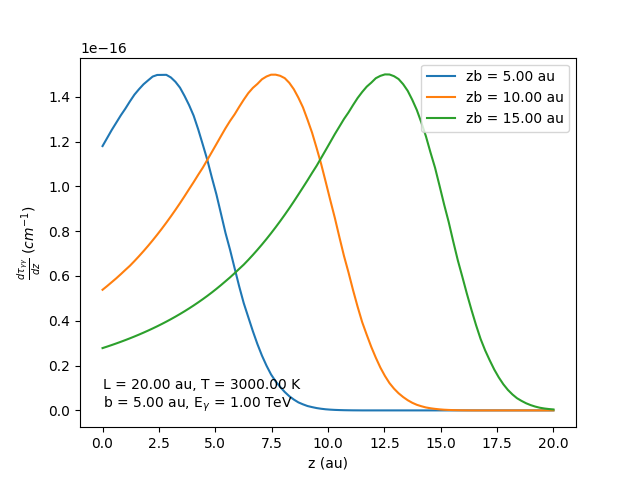 1e−16
zb = 5.00 au
zb = 10.00 au
zb = 15.00 au
1.4
1.2
1.0
0.8
0.6
0.4
0.2
0.0
dτγγ/dz (cm⁻¹)
L = 20.00 au, T = 3000.00 K
b = 5.00 au, Eγ = 1.00 TeV
0.0 2.5 5.0 7.5 10.0 12.5 15.0 17.5 20.0
z (au)